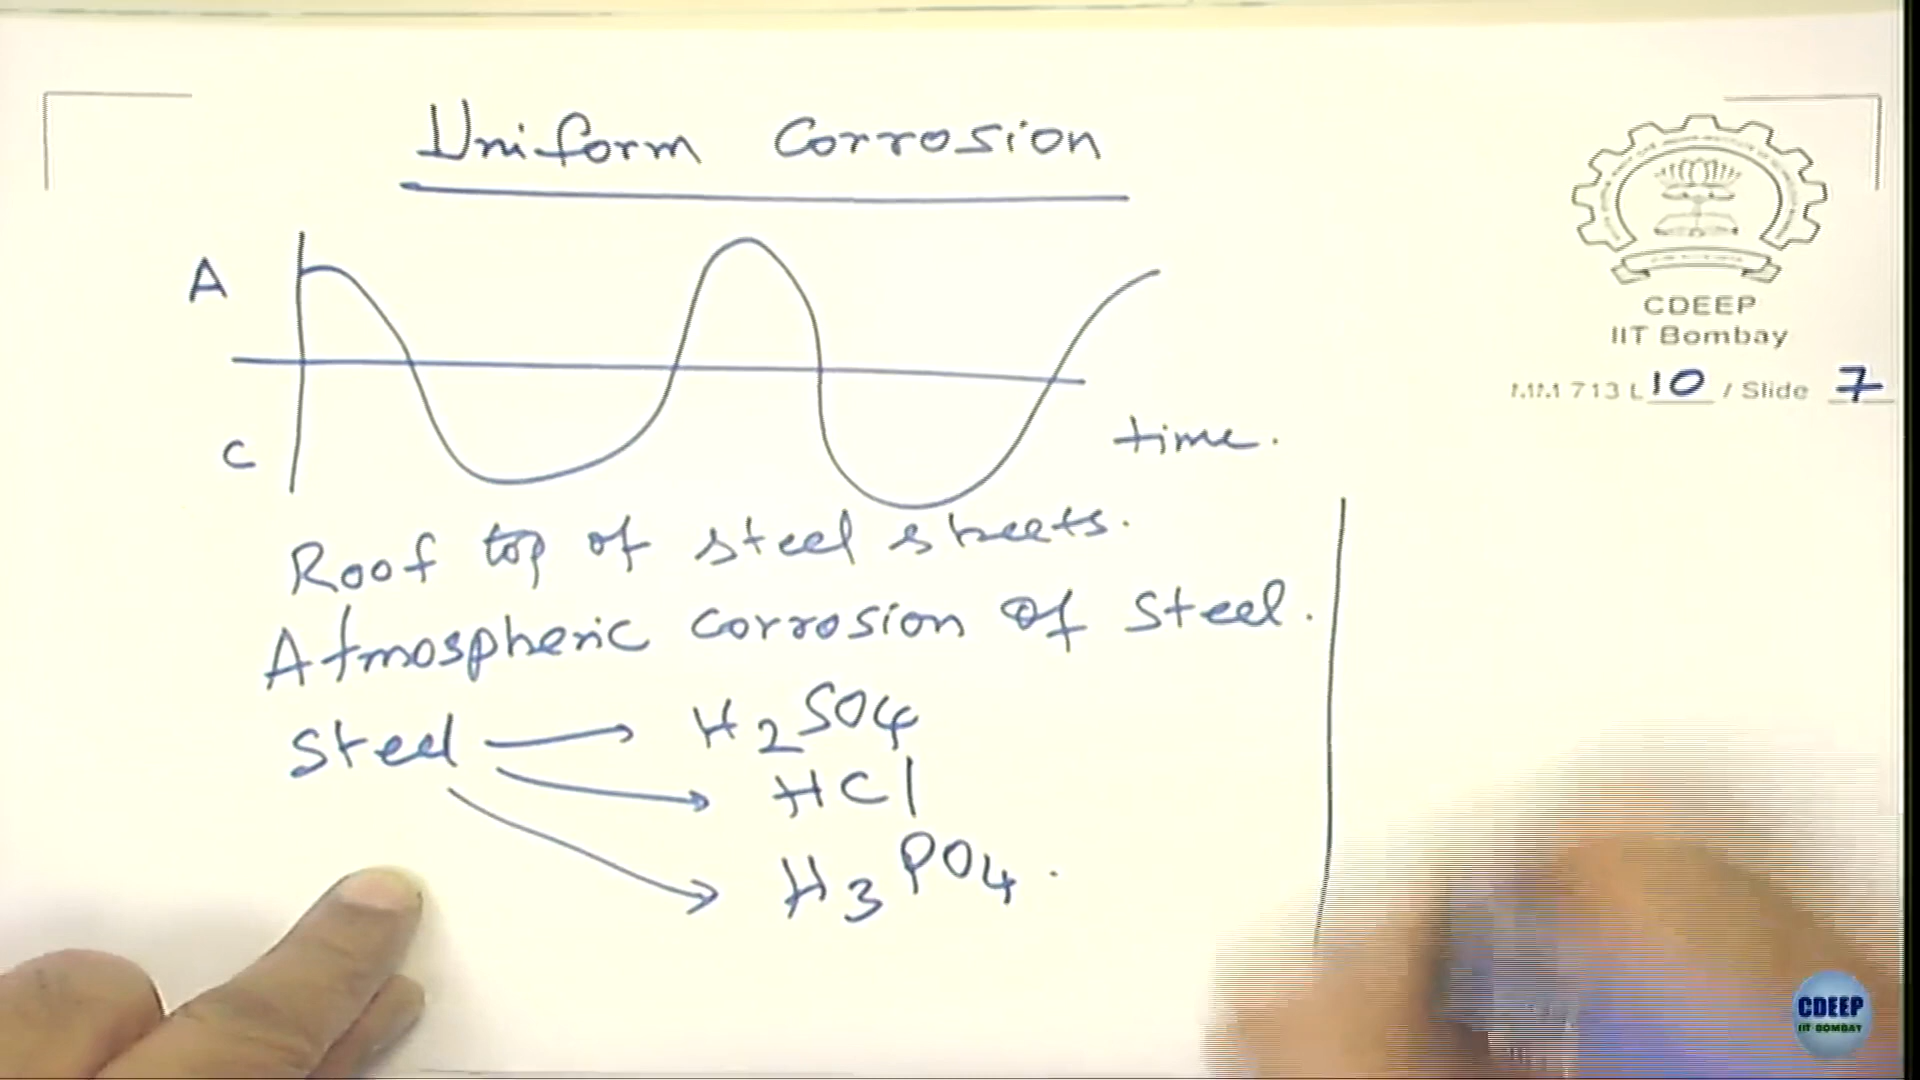 Uniform Corrosion
A
C
time.
Roof top of steel sheets.
Atmospheric corrosion of steel.
Steel → H2SO4
HCl
H3PO4.
CDEEP
IIT Bombay
MM 713 L 10 / Slide 7
CDEEP
IIT BOMBAY